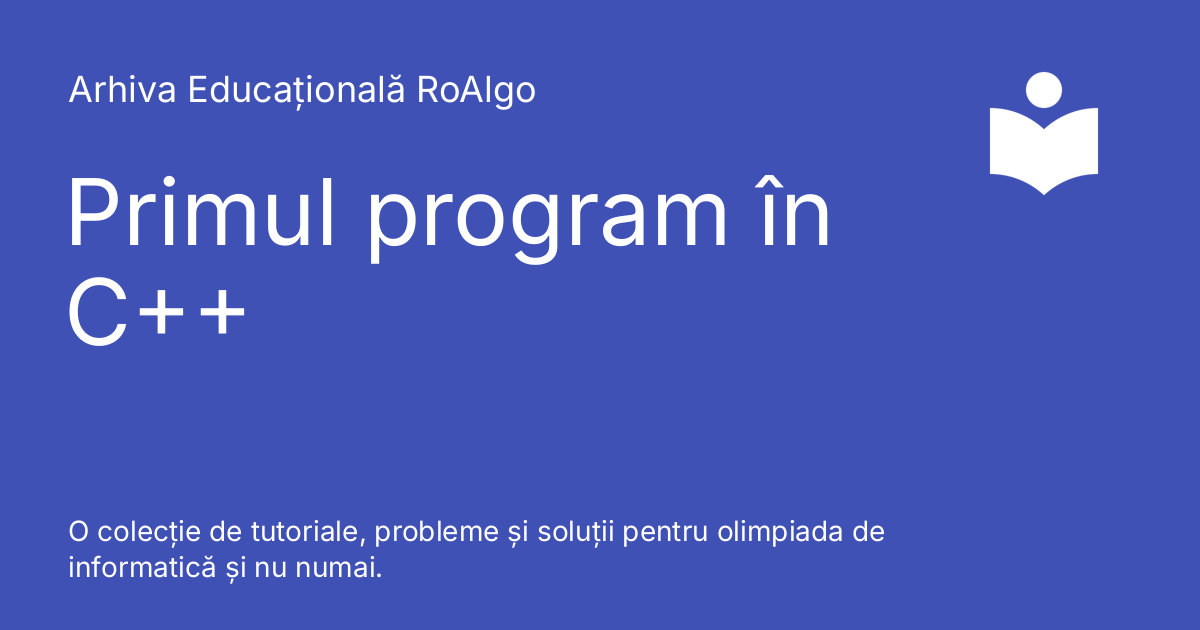 Arhiva Educațională RoAlgo
Primul program în
C++
O colecție de tutoriale, probleme și soluții pentru olimpiada de
informatică și nu numai.